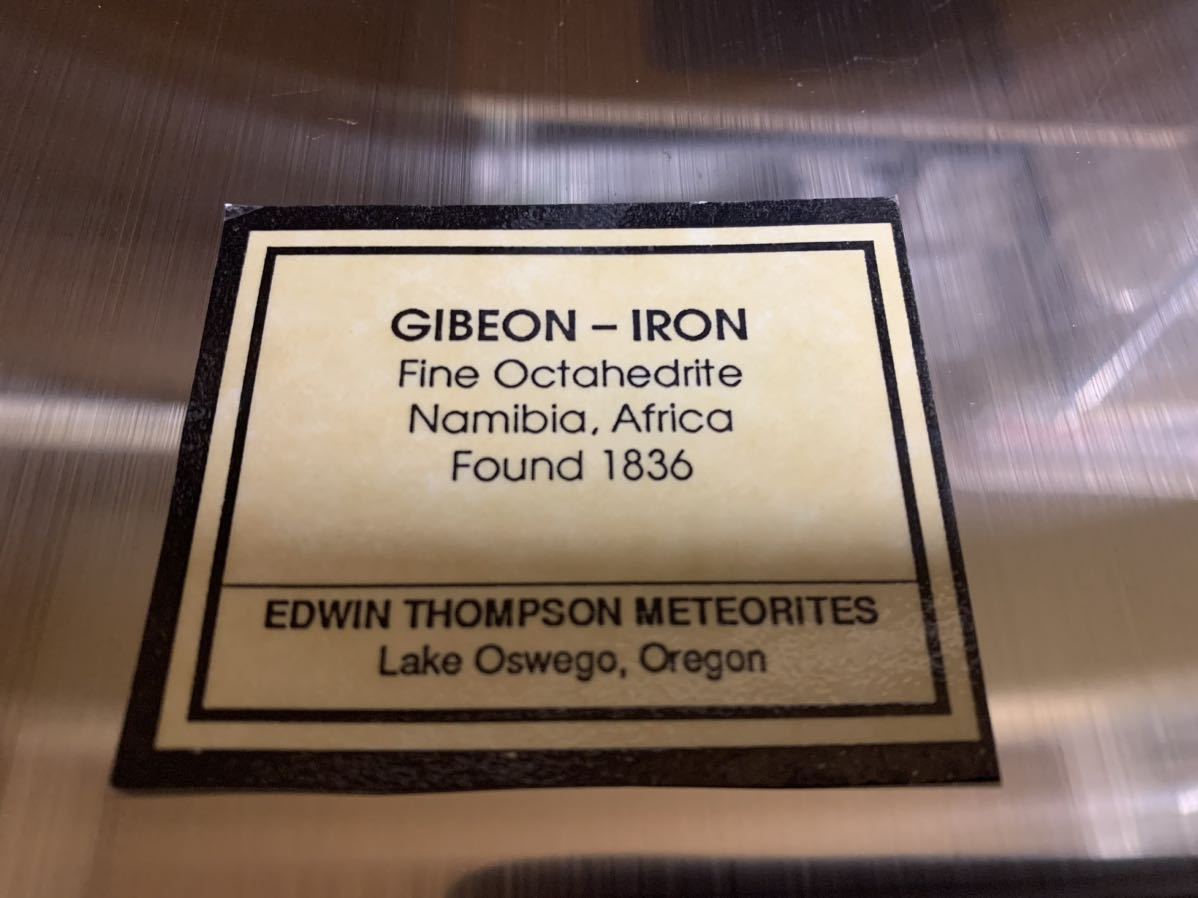 GIBEON – IRON
Fine Octahedrite
Namibia, Africa
Found 1836
EDWIN THOMPSON METEORiTES
Lake Oswego, Oregon